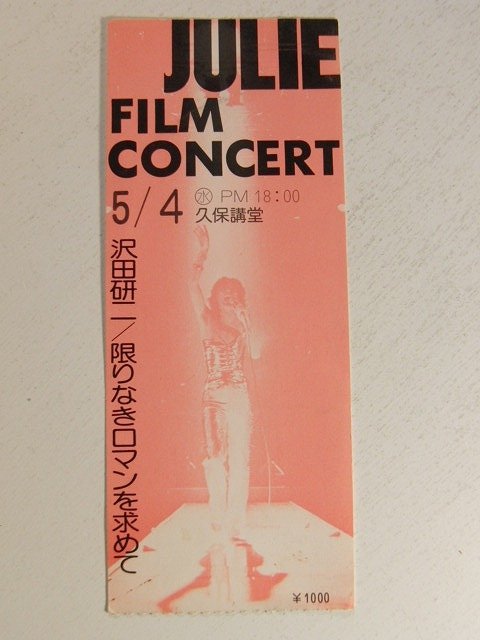 JULIE
FILM
CONCERT
5/4 ㊌ PM 18:00
久保講堂
沢田研二/限りなきロマンを求めて
¥1000